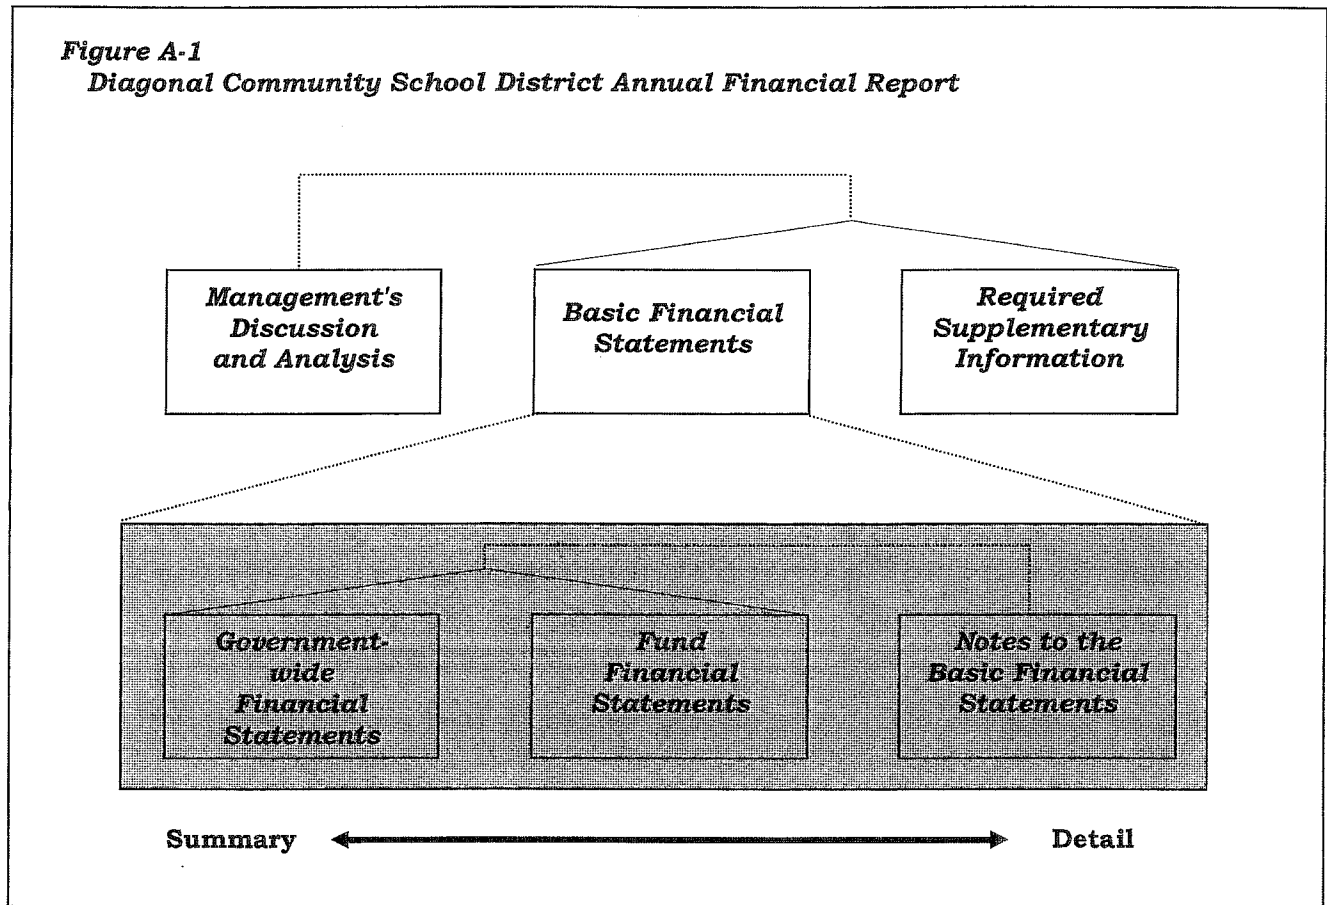 Figure A-1
Diagonal Community School District Annual Financial Report
Management's
Discussion
and Analysis
Basic Financial
Statements
Required
Supplementary
Information
Government-
wide
Financial
Statements
Fund
Financial
Statements
Notes to the
Basic Financial
Statements
Summary
Detail